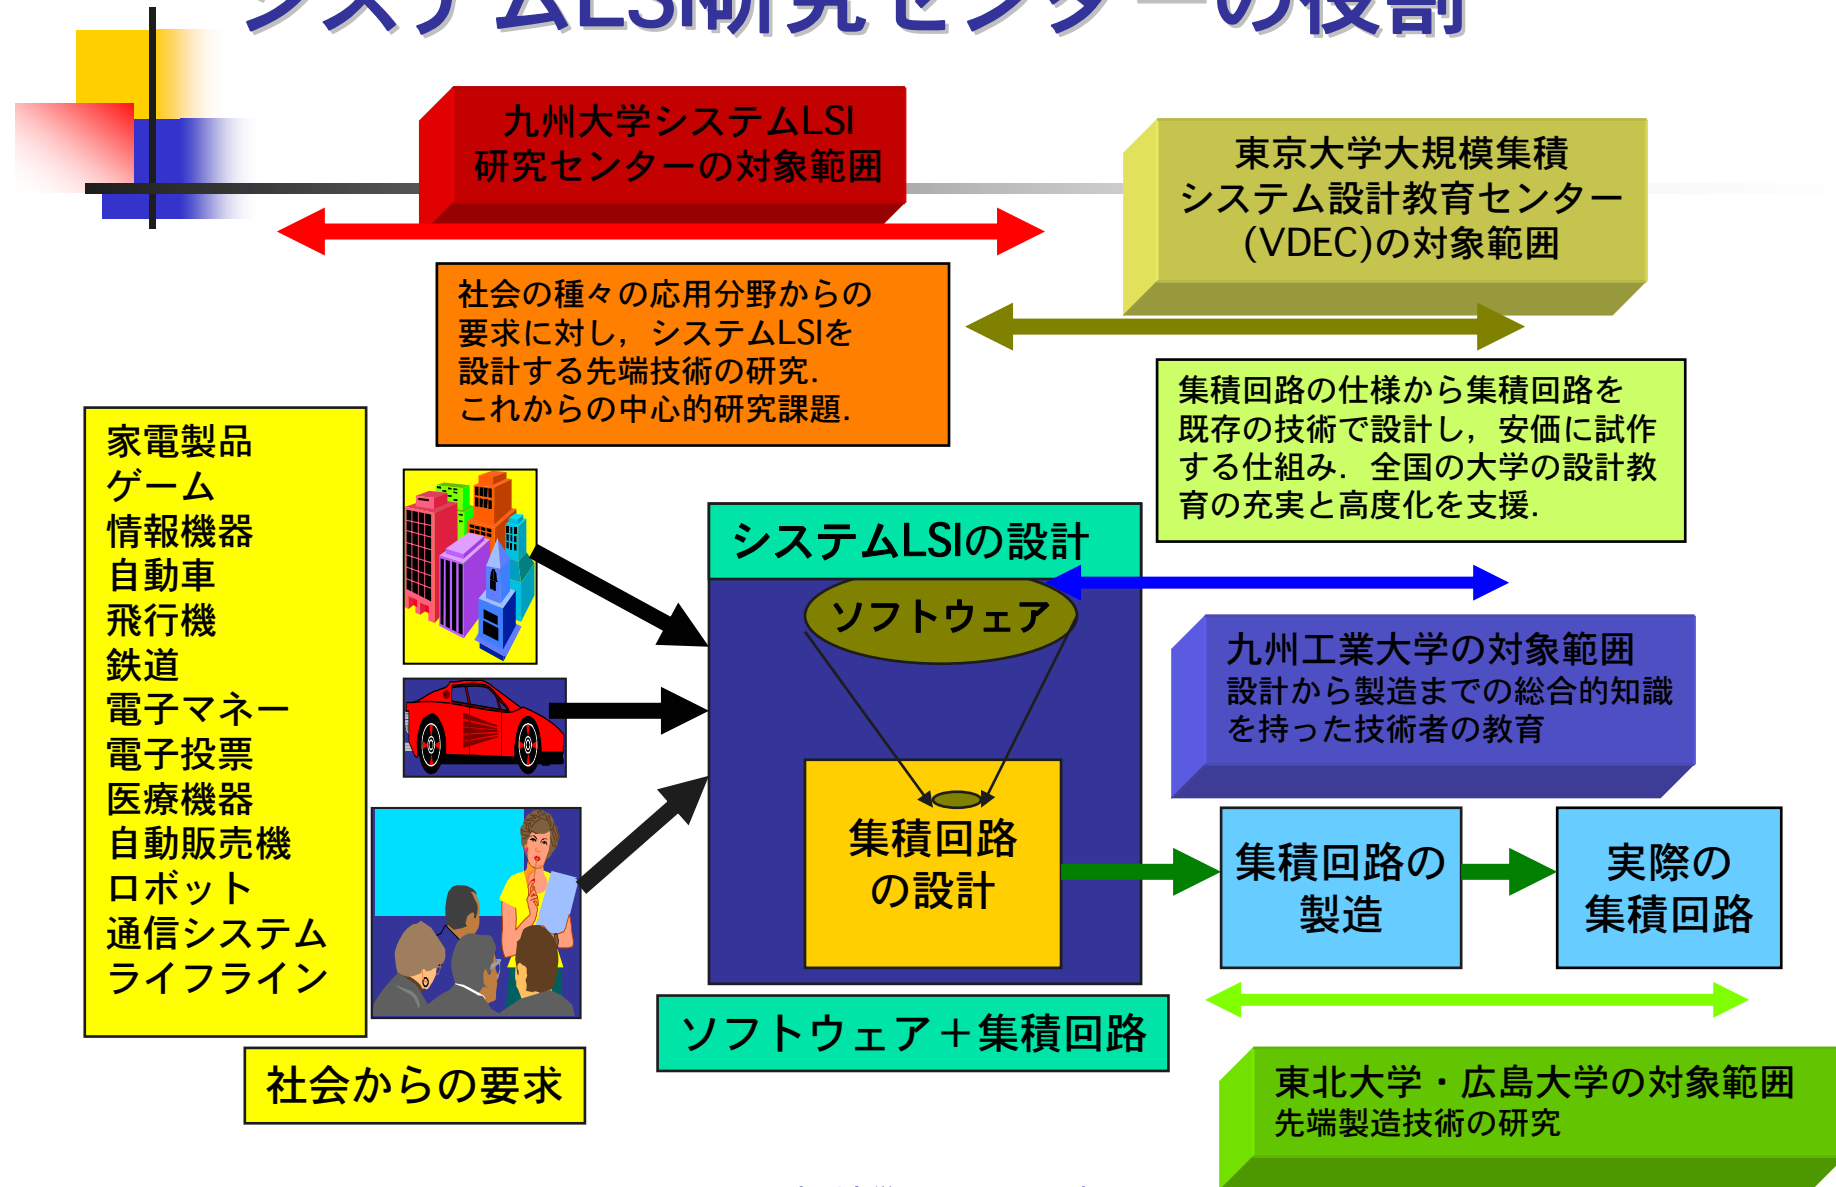 システムLSI研究センターの役割
九州大学システムLSI
研究センターの対象範囲
東京大学大規模集積
システム設計教育センター
(VDEC)の対象範囲
社会の種々の応用分野からの
要求に対し，システムLSIを
設計する先端技術の研究．
これからの中心的研究課題．
集積回路の仕様から集積回路を
既存の技術で設計し，安価に試作
する仕組み．全国の大学の設計教
育の充実と高度化を支援．
家電製品
ゲーム
情報機器
自動車
飛行機
鉄道
電子マネー
電子投票
医療機器
自動販売機
ロボット
通信システム
ライフライン
社会からの要求
システムLSIの設計
ソフトウェア
集積回路
の設計
ソフトウェア＋集積回路
九州工業大学の対象範囲
設計から製造までの総合的知識
を持った技術者の教育
集積回路の
製造
実際の
集積回路
東北大学・広島大学の対象範囲
先端製造技術の研究